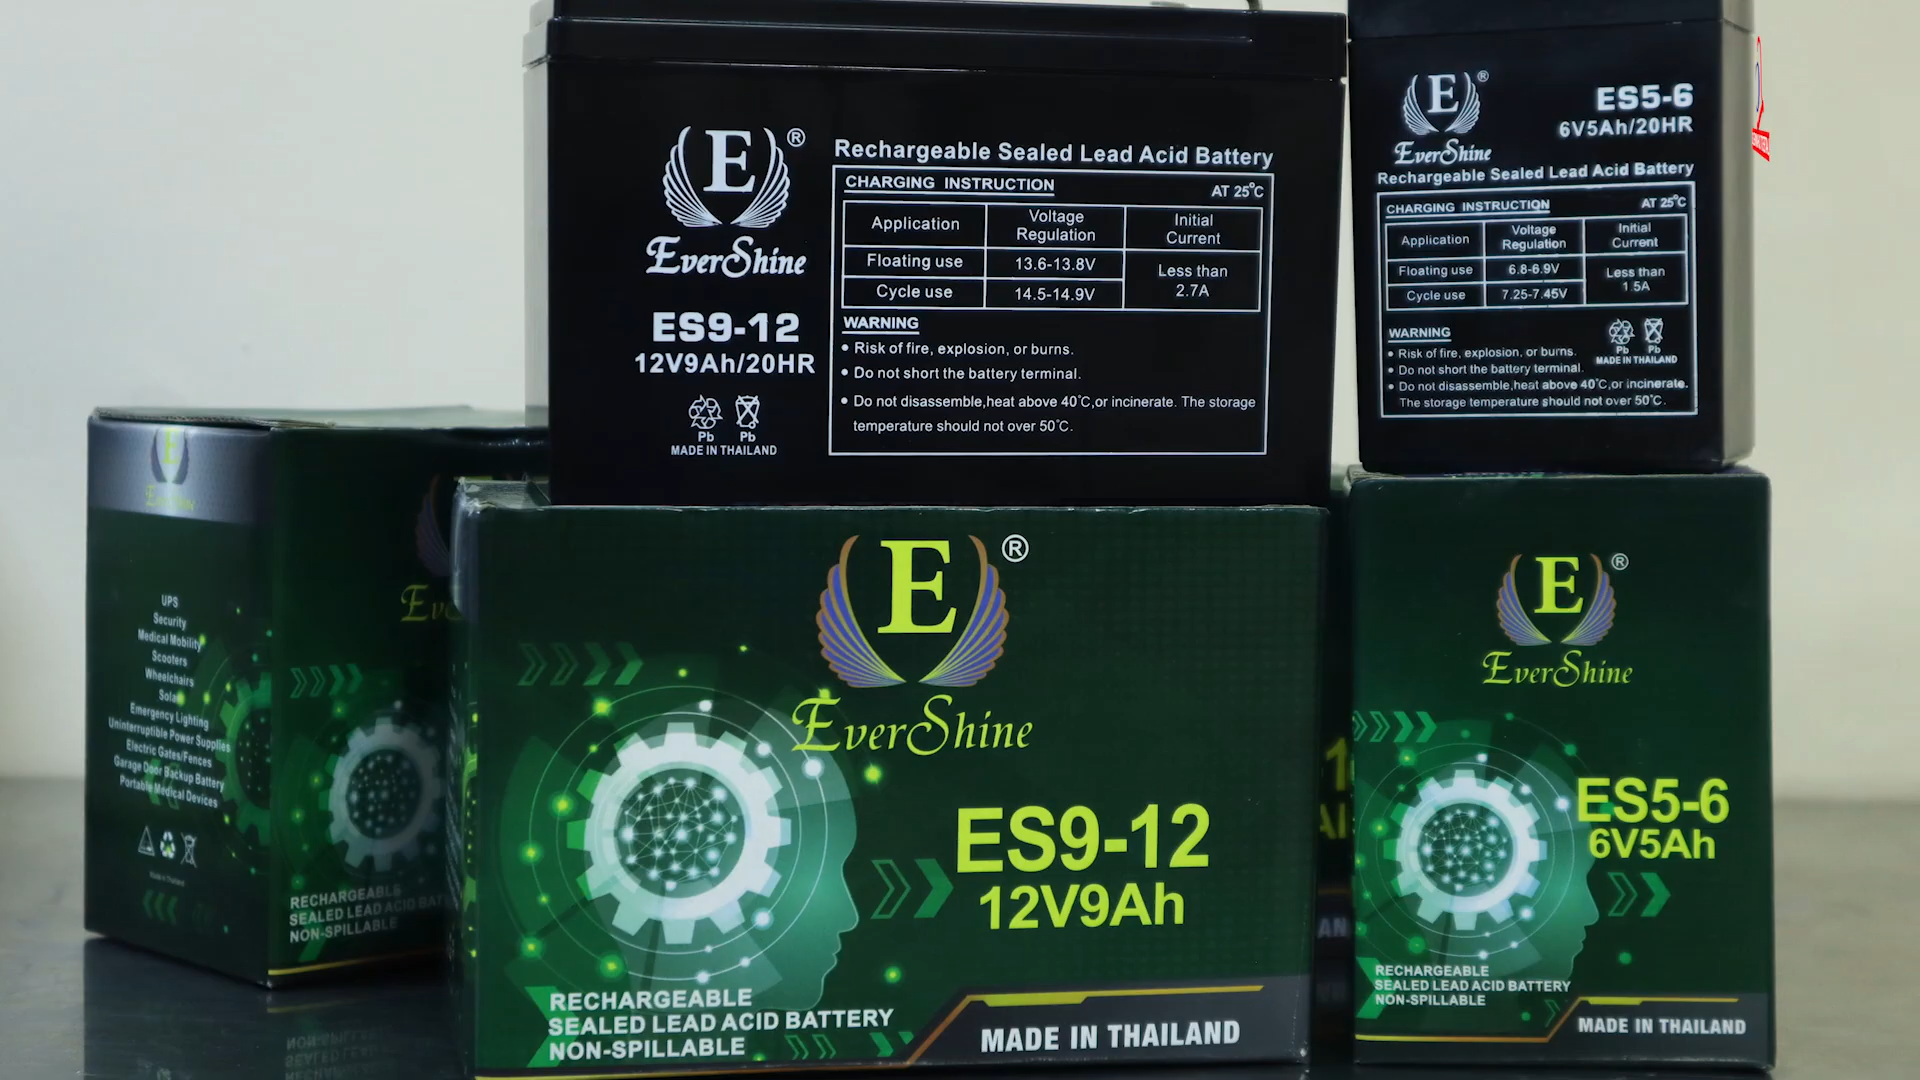 E ®
EverShine
ES9-12
12V9Ah/20HR
Pb Pb
MADE IN THAILAND
Rechargeable Sealed Lead Acid Battery
CHARGING INSTRUCTION AT 25°C
Application Voltage Regulation Initial Current
Floating use 13.6-13.8V Less than 2.7A
Cycle use 14.5-14.9V
WARNING
• Risk of fire, explosion, or burns.
• Do not short the battery terminal.
• Do not disassemble,heat above 40°C,or incinerate. The storage
temperature should not over 50°C.
E ®
EverShine
ES5-6
6V5Ah/20HR
Rechargeable Sealed Lead Acid Battery
CHARGING INSTRUCTION AT 25°C
Application Voltage Regulation Initial Current
Floating use 6.8-6.9V Less than 1.5A
Cycle use 7.25-7.45V
WARNING
Pb Pb
MADE IN THAILAND
• Risk of fire, explosion, or burns.
• Do not short the battery terminal.
• Do not disassemble,heat above 40°C,or incinerate.
The storage temperature should not over 50°C.
E
EverShine
UPS
Security
Medical Mobility
Scooters
Wheelchairs
Solar
Emergency Lighting
Uninterruptible Power Supplies
Electric Gates/Fences
Garage Door Backup Battery
Portable Medical Devices
Made in Thailand
RECHARGEABLE
SEALED LEAD ACID
NON-SPILLABLE
E ®
EverShine
ES9-12
12V9Ah
RECHARGEABLE
SEALED LEAD ACID BATTERY
NON-SPILLABLE
MADE IN THAILAND
E ®
EverShine
ES5-6
6V5Ah
RECHARGEABLE
SEALED LEAD ACID BATTERY
NON-SPILLABLE
MADE IN THAILAND